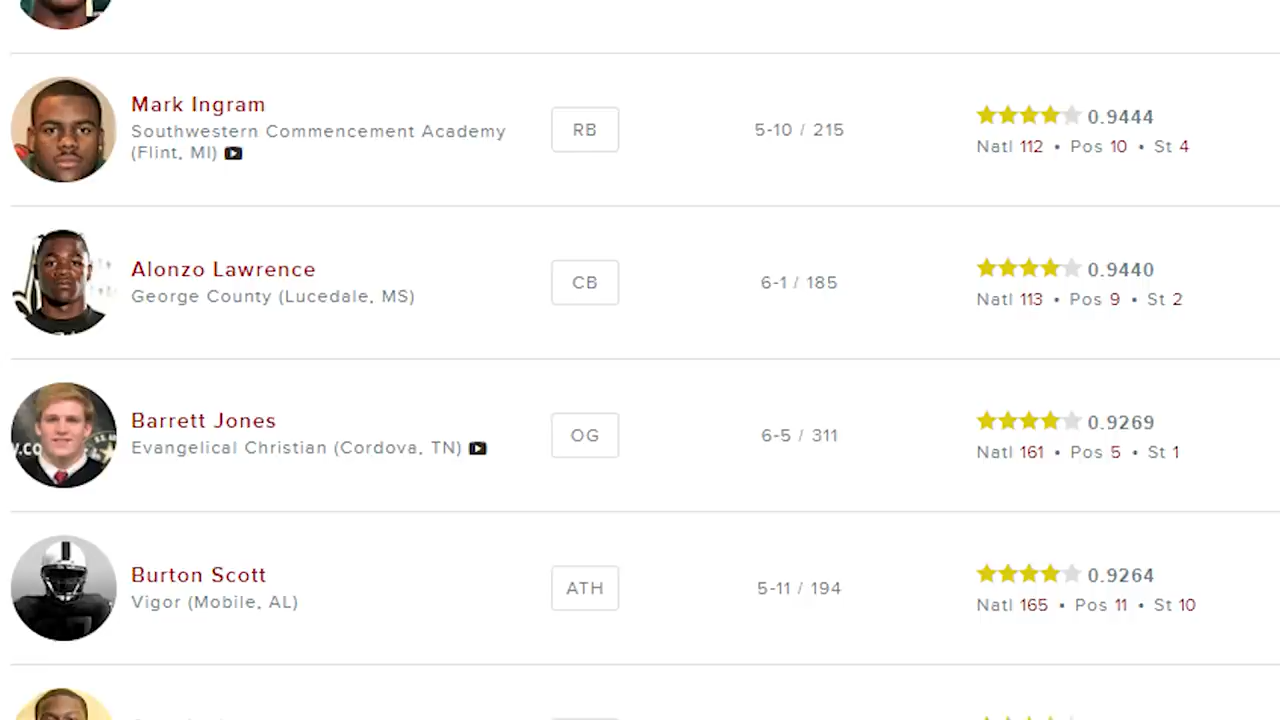 Mark Ingram
Southwestern Commencement Academy
(Flint, MI)
RB
5-10 / 215
0.9444
Natl 112 • Pos 10 • St 4
Alonzo Lawrence
George County (Lucedale, MS)
CB
6-1 / 185
0.9440
Natl 113 • Pos 9 • St 2
Barrett Jones
Evangelical Christian (Cordova, TN)
OG
6-5 / 311
0.9269
Natl 161 • Pos 5 • St 1
Burton Scott
Vigor (Mobile, AL)
ATH
5-11 / 194
0.9264
Natl 165 • Pos 11 • St 10